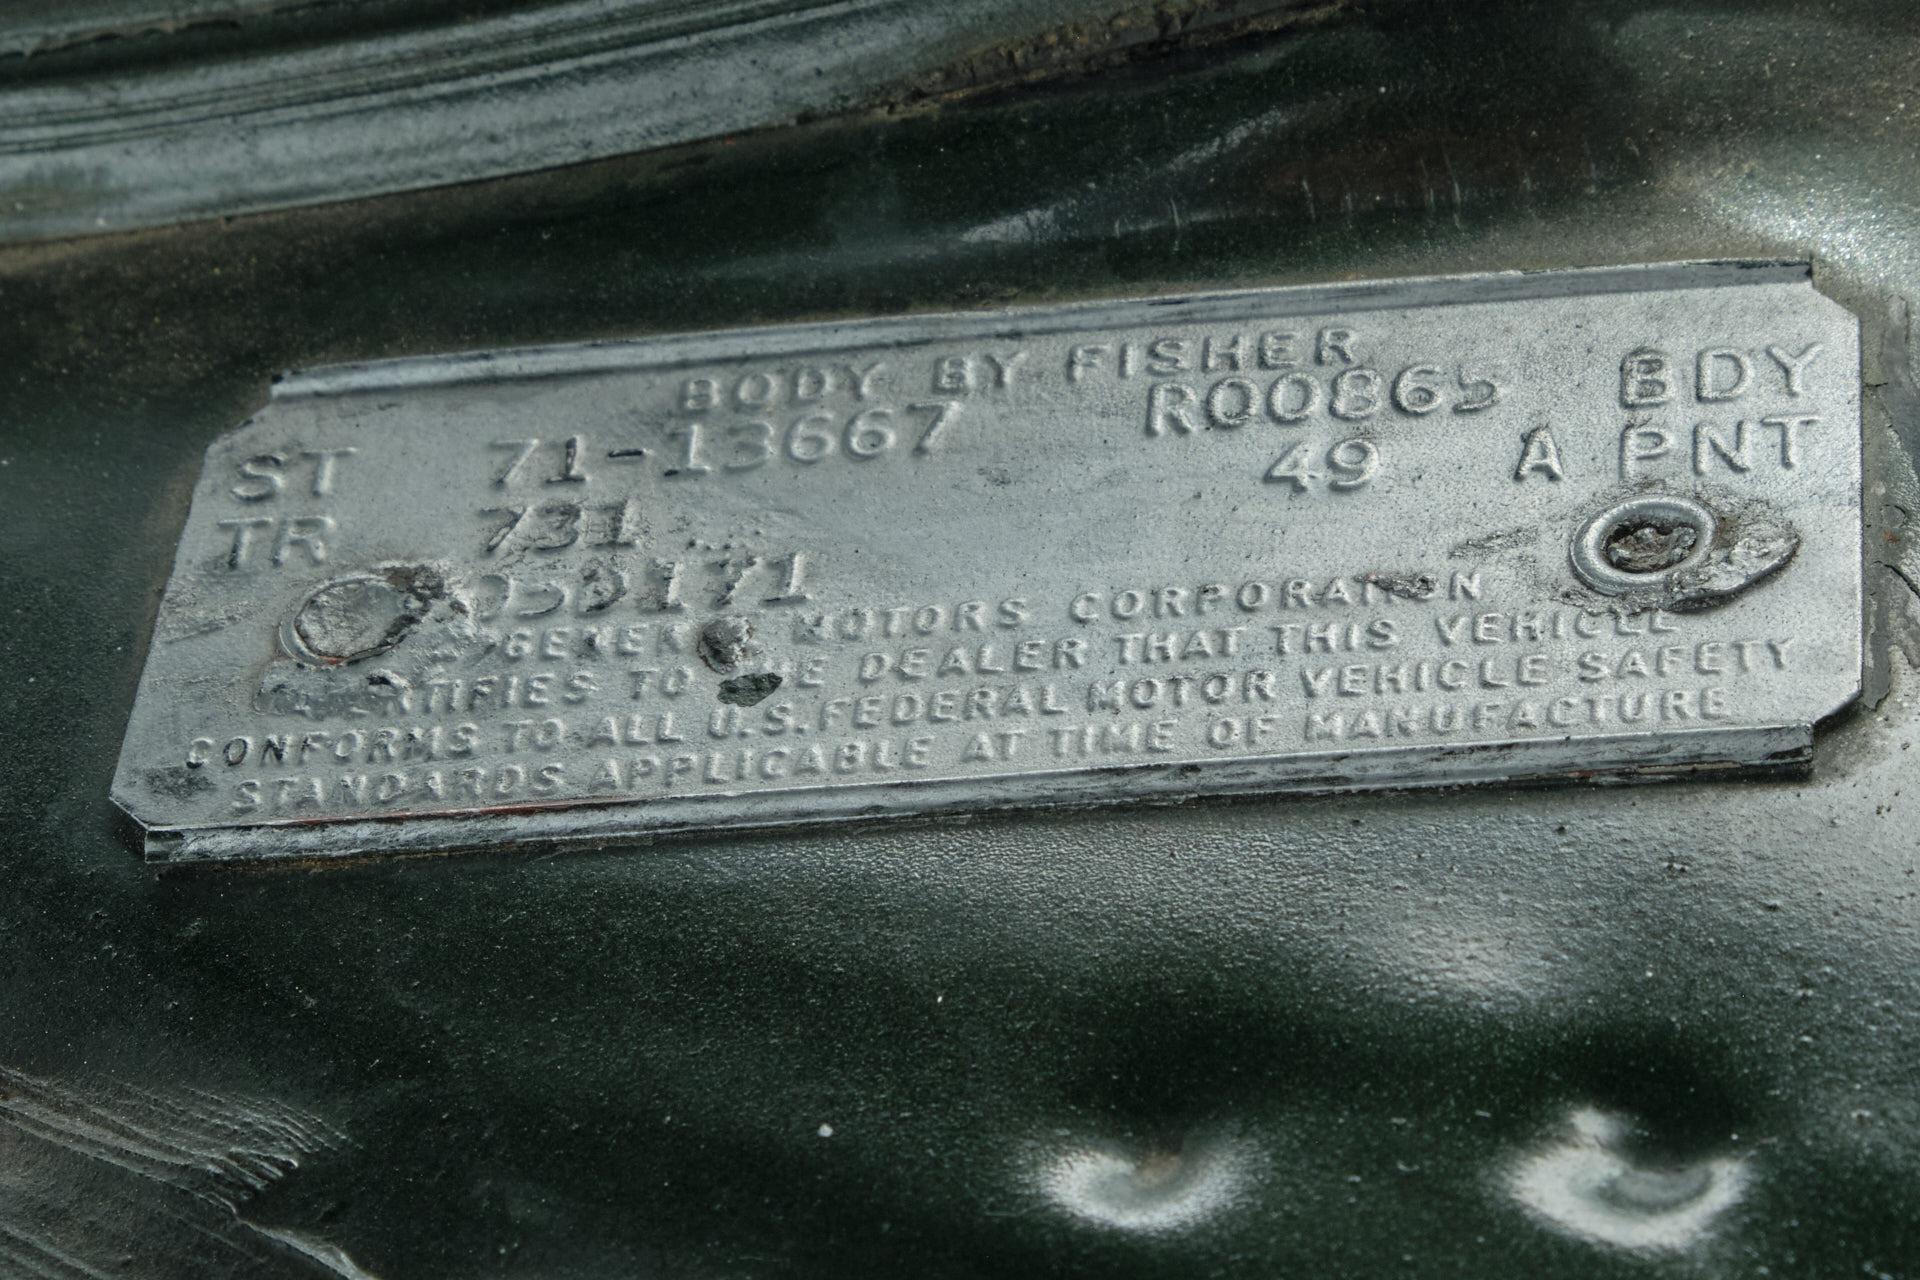 BODY BY FISHER
ST 71-13667 R00865 BDY
TR 731 49 A PNT
MOTORS CORPORATION
TO DEALER THAT THIS VEHICLE
CONFORMS TO ALL U.S. FEDERAL MOTOR VEHICLE SAFETY
STANDARDS APPLICABLE AT TIME OF MANUFACTURE